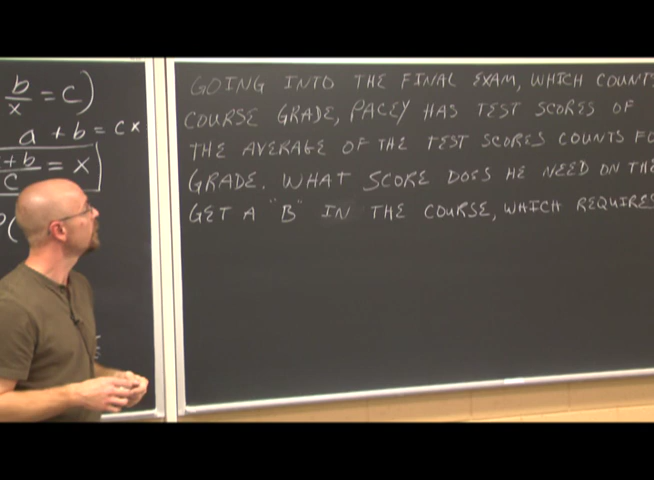 b/x = c)
a + b = cx
+b/c = x
GOING INTO THE FINAL EXAM, WHICH COUNTS
COURSE GRADE, PACEY HAS TEST SCORES OF
THE AVERAGE OF THE TEST SCORES COUNTS FO
GRADE. WHAT SCORE DOES HE NEED ON THE
GET A "B" IN THE COURSE, WHICH REQUIRES